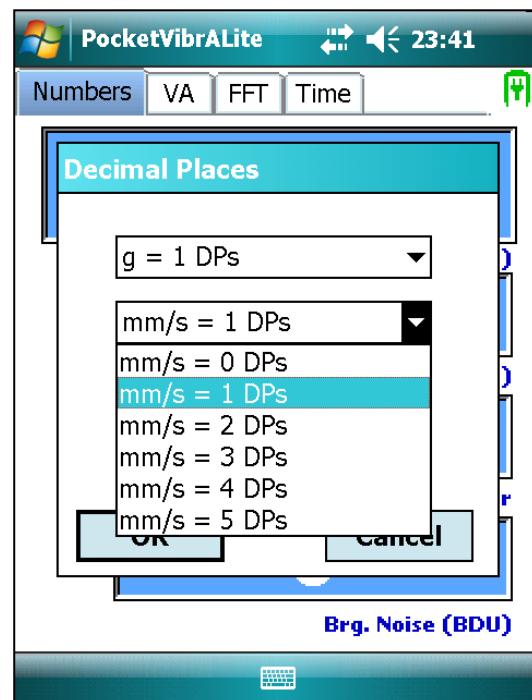 PocketVibrALite 23:41
Numbers VA FFT Time
Decimal Places
g = 1 DPs
)
mm/s = 1 DPs
mm/s = 0 DPs
mm/s = 1 DPs
)
mm/s = 2 DPs
mm/s = 3 DPs
mm/s = 4 DPs
r
mm/s = 5 DPs
OK Cancel
Brg. Noise (BDU)